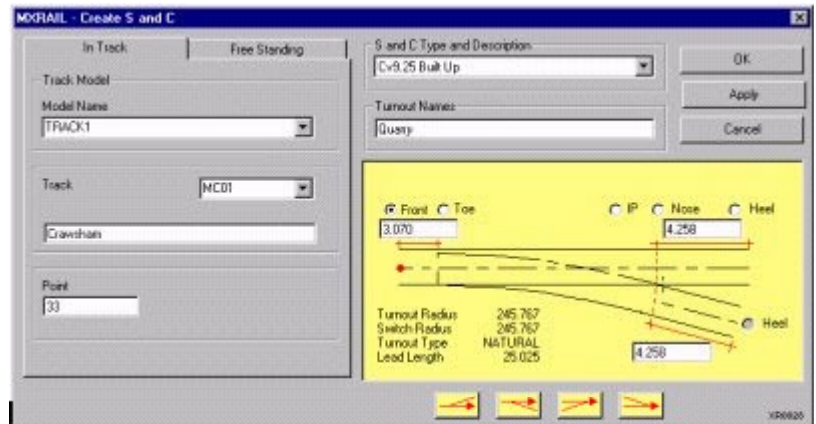 MXRAIL - Create S and C
In Track
Free Standing
Track Model
Model Name
TRACK1
Track
MC01
Crawsham
Point
33
S and C Type and Description
Cv9.25 Built Up
Turnout Names
Quarry
OK
Apply
Cancel
Front Toe
IP Nose Heel
3.070
4.258
Turnout Radius 245.767
Switch Radius 245.767
Turnout Type NATURAL
Lead Length 25.025
Heel
4.258
XR0026